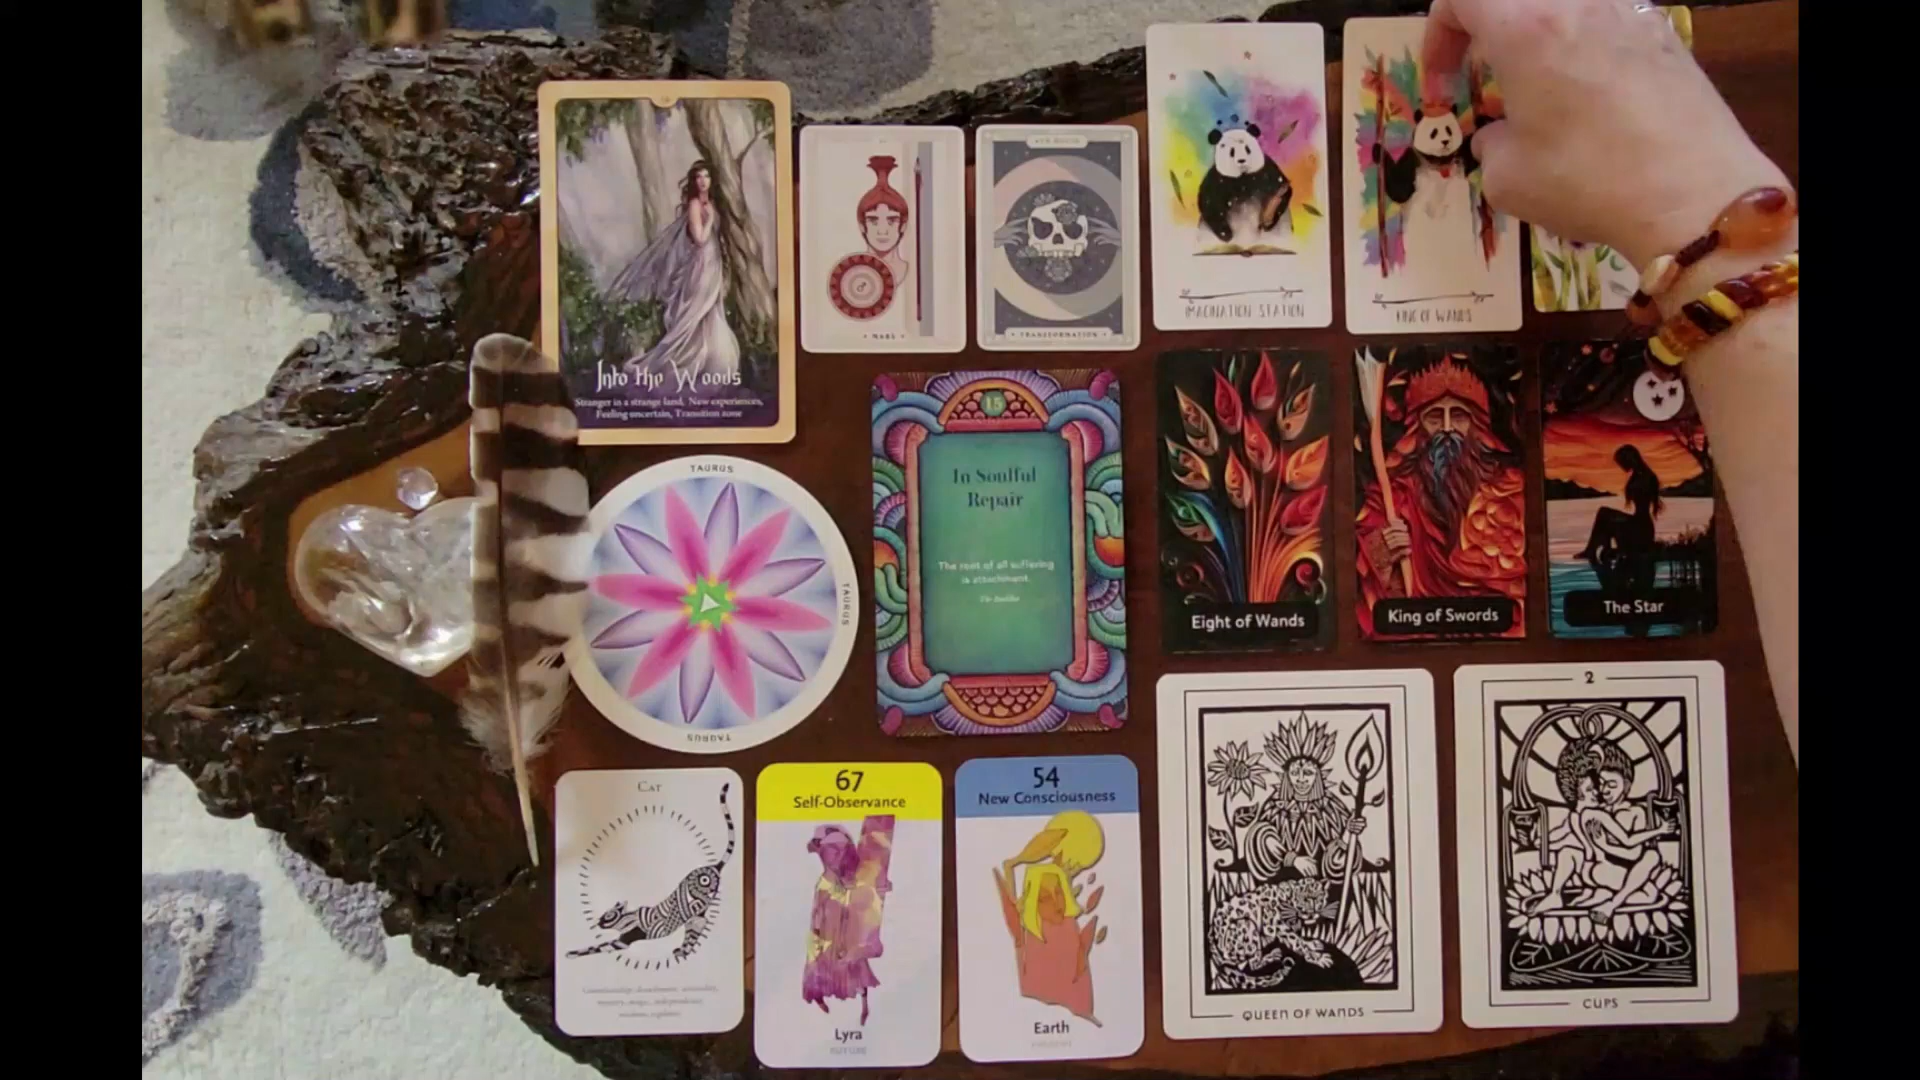 Into the Woods
Stranger in a strange land, New experiences,
Feeling uncertain, Transition zone
MARS
TRANSFORMATION
IMAGINATION STATION
KING OF WANDS
TAURUS
TAURUS
TAURUS
15
In Soulful
Repair
The root of all suffering
is attachment.
The Buddha
Eight of Wands
King of Swords
The Star
CAT
67
Self-Observance
Lyra
54
New Consciousness
Earth
QUEEN OF WANDS
2
CUPS